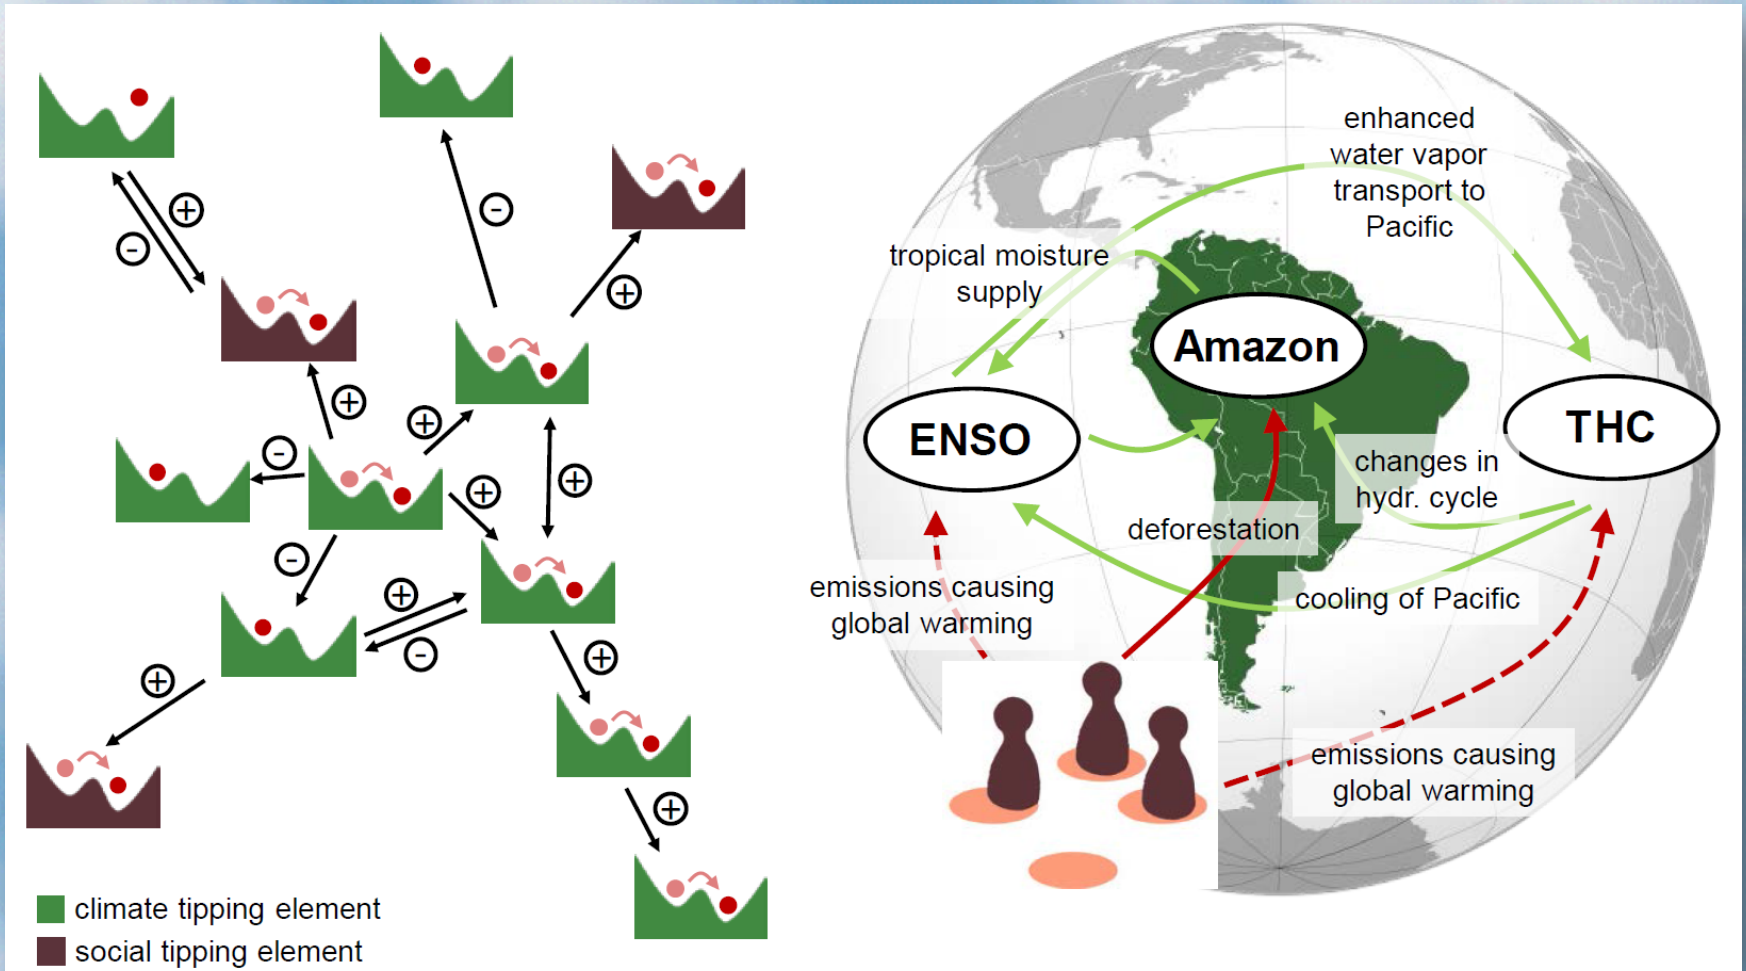 +
-
-
+
+
+
-
+
-
+
+
-
+
+
+
climate tipping element
social tipping element
enhanced
water vapor
transport to
Pacific
tropical moisture
supply
Amazon
ENSO
THC
changes in
hydr. cycle
deforestation
emissions causing
global warming
cooling of Pacific
emissions causing
global warming